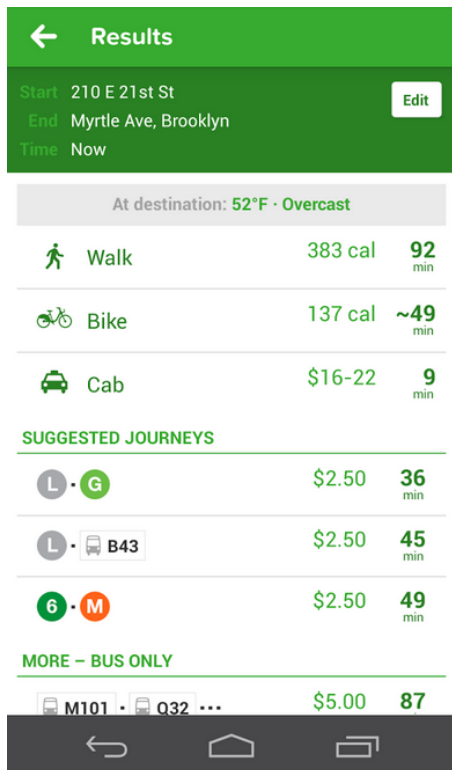 Results
Start 210 E 21st St
Edit
End Myrtle Ave, Brooklyn
Time Now
At destination: 52°F · Overcast
Walk 383 cal 92 min
Bike 137 cal ~49 min
Cab $16-22 9 min
SUGGESTED JOURNEYS
L · G $2.50 36 min
L · B43 $2.50 45 min
6 · M $2.50 49 min
MORE – BUS ONLY
M101 · Q32 ··· $5.00 87